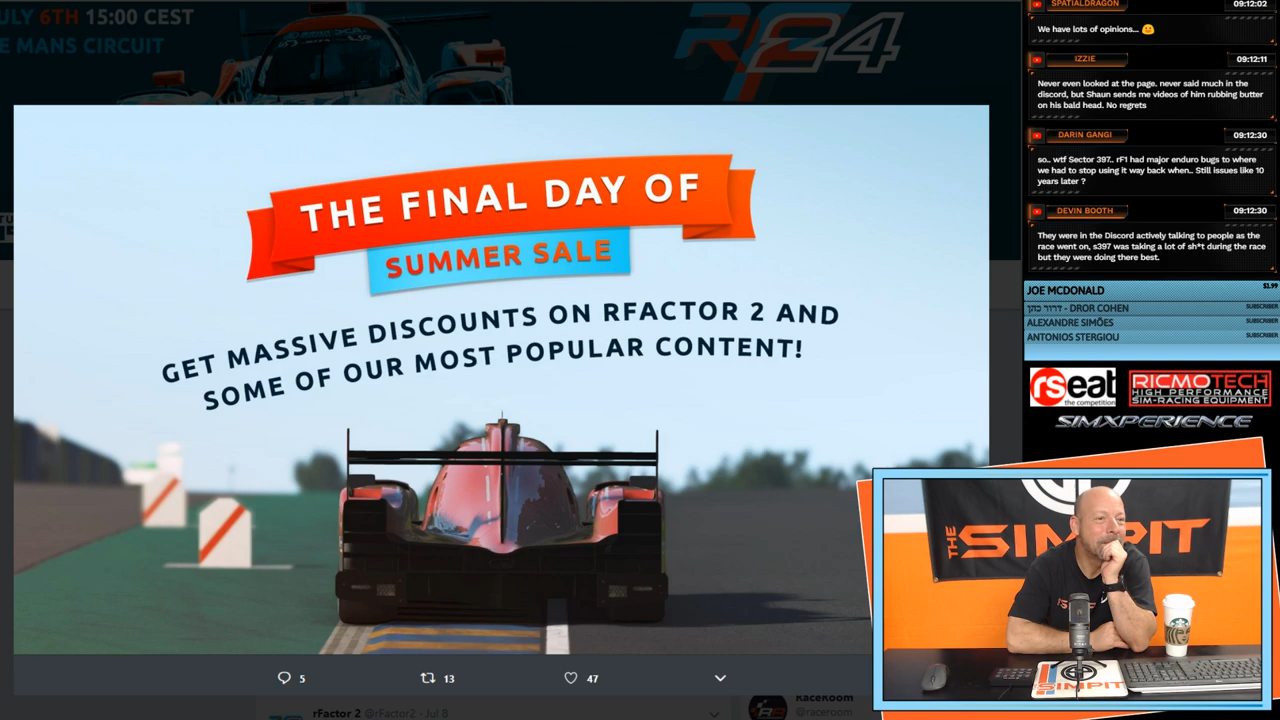 ULY 6TH 15:00 CEST
E MANS CIRCUIT
THE FINAL DAY OF
SUMMER SALE
GET MASSIVE DISCOUNTS ON RFACTOR 2 AND
SOME OF OUR MOST POPULAR CONTENT!
5
13
47
rFactor 2 @rFactor2 · Jul 8
RaceRoom
@raceroom
SPATIALDRAGON 09:12:02
We have lots of opinions...
IZZIE 09:12:11
Never even looked at the page. never said much in the
discord, but Shaun sends me videos of him rubbing butter
on his bald head. No regrets
DARIN GANGI 09:12:30
so.. wtf Sector 397.. rF1 had major enduro bugs to where
we had to stop using it way back when.. Still issues like 10
years later ?
DEVIN BOOTH 09:12:30
They were in the Discord actively talking to people as the
race went on, s397 was taking a lot of sh*t during the race
but they were doing there best.
JOE MCDONALD $1.99
דרור כהן - DROR COHEN SUBSCRIBER
ALEXANDRE SIMÕES SUBSCRIBER
ANTONIOS STERGIOU SUBSCRIBER
rseat
the competition
RICMOTECH
HIGH PERFORMANCE
SIM-RACING EQUIPMENT
SIMXPERIENCE
THE SIMPIT
SIMPIT